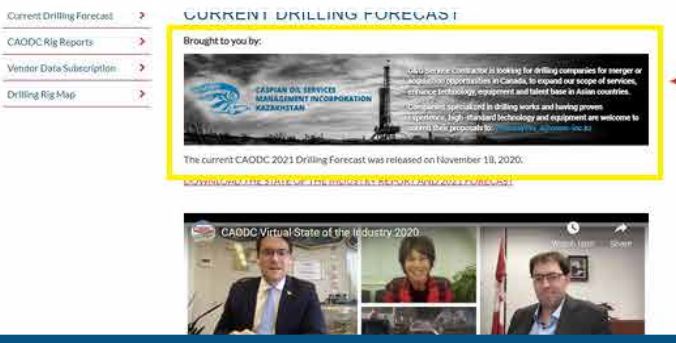 Current Drilling Forecast
CAODC Rig Reports
Vendor Data Subscription
Drilling Rig Map
CURRENT DRILLING FORECAST
Brought to you by:
CASPIAN OIL SERVICES
MANAGEMENT INCORPORATION
KAZAKHSTAN
O&G Service Contractor is looking for drilling companies for merger or
acquisition opportunities in Canada, to expand our scope of services,
enhance technology, equipment and talent base in Asian countries.
Companies specialized in drilling works and having proven
experience, high-standard technology and equipment are welcome to
submit their proposals to:
The current CAODC 2021 Drilling Forecast was released on November 18, 2020.
DOWNLOAD THE STATE OF THE INDUSTRY REPORT AND 2021 FORECAST
CAODC Virtual State of the Industry 2020
Watch later
Share